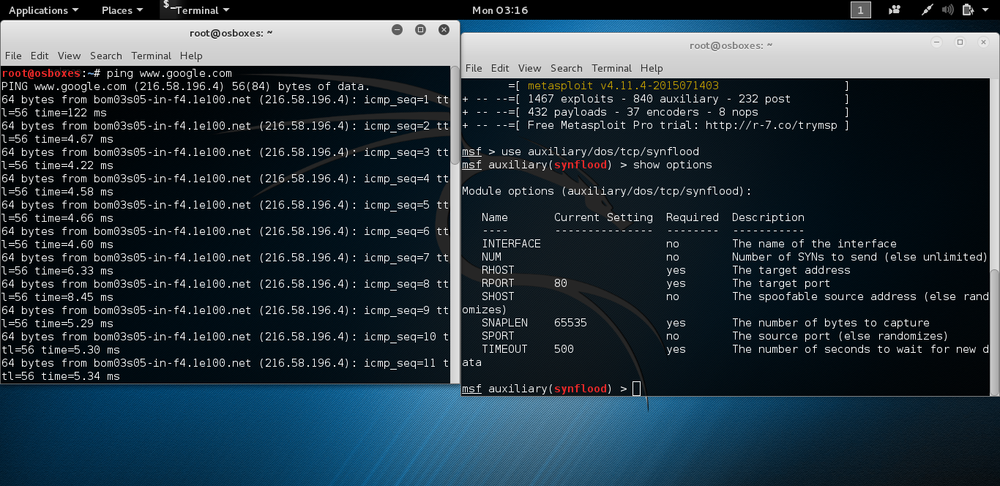 Applications Places $_ Terminal Mon 03:16 1
root@osboxes: ~
File Edit View Search Terminal Help
root@osboxes:~# ping www.google.com
PING www.google.com (216.58.196.4) 56(84) bytes of data.
64 bytes from bom03s05-in-f4.1e100.net (216.58.196.4): icmp_seq=1 tt
l=56 time=122 ms
64 bytes from bom03s05-in-f4.1e100.net (216.58.196.4): icmp_seq=2 tt
l=56 time=4.67 ms
64 bytes from bom03s05-in-f4.1e100.net (216.58.196.4): icmp_seq=3 tt
l=56 time=4.22 ms
64 bytes from bom03s05-in-f4.1e100.net (216.58.196.4): icmp_seq=4 tt
l=56 time=4.58 ms
64 bytes from bom03s05-in-f4.1e100.net (216.58.196.4): icmp_seq=5 tt
l=56 time=4.66 ms
64 bytes from bom03s05-in-f4.1e100.net (216.58.196.4): icmp_seq=6 tt
l=56 time=4.60 ms
64 bytes from bom03s05-in-f4.1e100.net (216.58.196.4): icmp_seq=7 tt
l=56 time=6.33 ms
64 bytes from bom03s05-in-f4.1e100.net (216.58.196.4): icmp_seq=8 tt
l=56 time=8.45 ms
64 bytes from bom03s05-in-f4.1e100.net (216.58.196.4): icmp_seq=9 tt
l=56 time=5.29 ms
64 bytes from bom03s05-in-f4.1e100.net (216.58.196.4): icmp_seq=10 t
tl=56 time=5.30 ms
64 bytes from bom03s05-in-f4.1e100.net (216.58.196.4): icmp_seq=11 t
tl=56 time=5.34 ms
root@osboxes: ~
File Edit View Search Terminal Help
=[ metasploit v4.11.4-2015071403 ]
+ -- --=[ 1467 exploits - 840 auxiliary - 232 post ]
+ -- --=[ 432 payloads - 37 encoders - 8 nops ]
+ -- --=[ Free Metasploit Pro trial: http://r-7.co/trymsp ]
msf > use auxiliary/dos/tcp/synflood
msf auxiliary(synflood) > show options
Module options (auxiliary/dos/tcp/synflood):
Name Current Setting Required Description
---- --------------- -------- -----------
INTERFACE no The name of the interface
NUM no Number of SYNs to send (else unlimited)
RHOST yes The target address
RPORT 80 yes The target port
SHOST no The spoofable source address (else rand
omizes)
SNAPLEN 65535 yes The number of bytes to capture
SPORT no The source port (else randomizes)
TIMEOUT 500 yes The number of seconds to wait for new d
ata
msf auxiliary(synflood) >